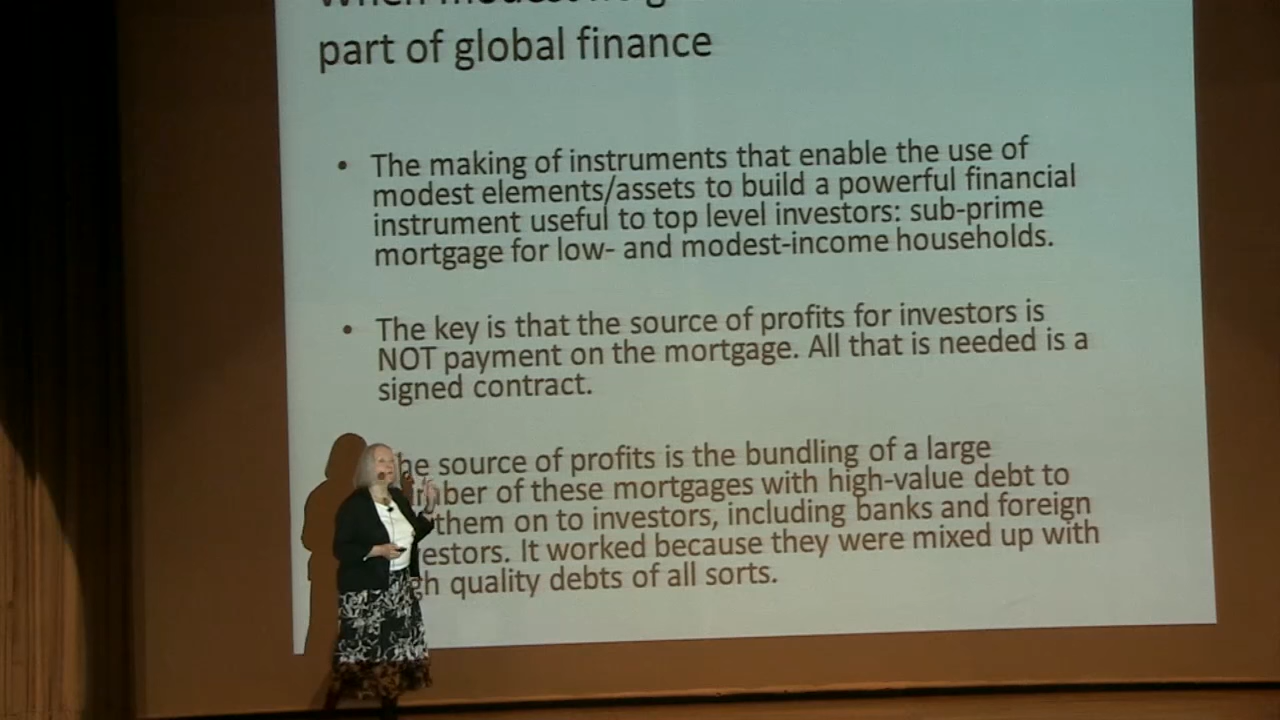 part of global finance
• The making of instruments that enable the use of
modest elements/assets to build a powerful financial
instrument useful to top level investors: sub-prime
mortgage for low- and modest-income households.
• The key is that the source of profits for investors is
NOT payment on the mortgage. All that is needed is a
signed contract.
source of profits is the bundling of a large
of these mortgages with high-value debt to
them on to investors, including banks and foreign
It worked because they were mixed up with
quality debts of all sorts.